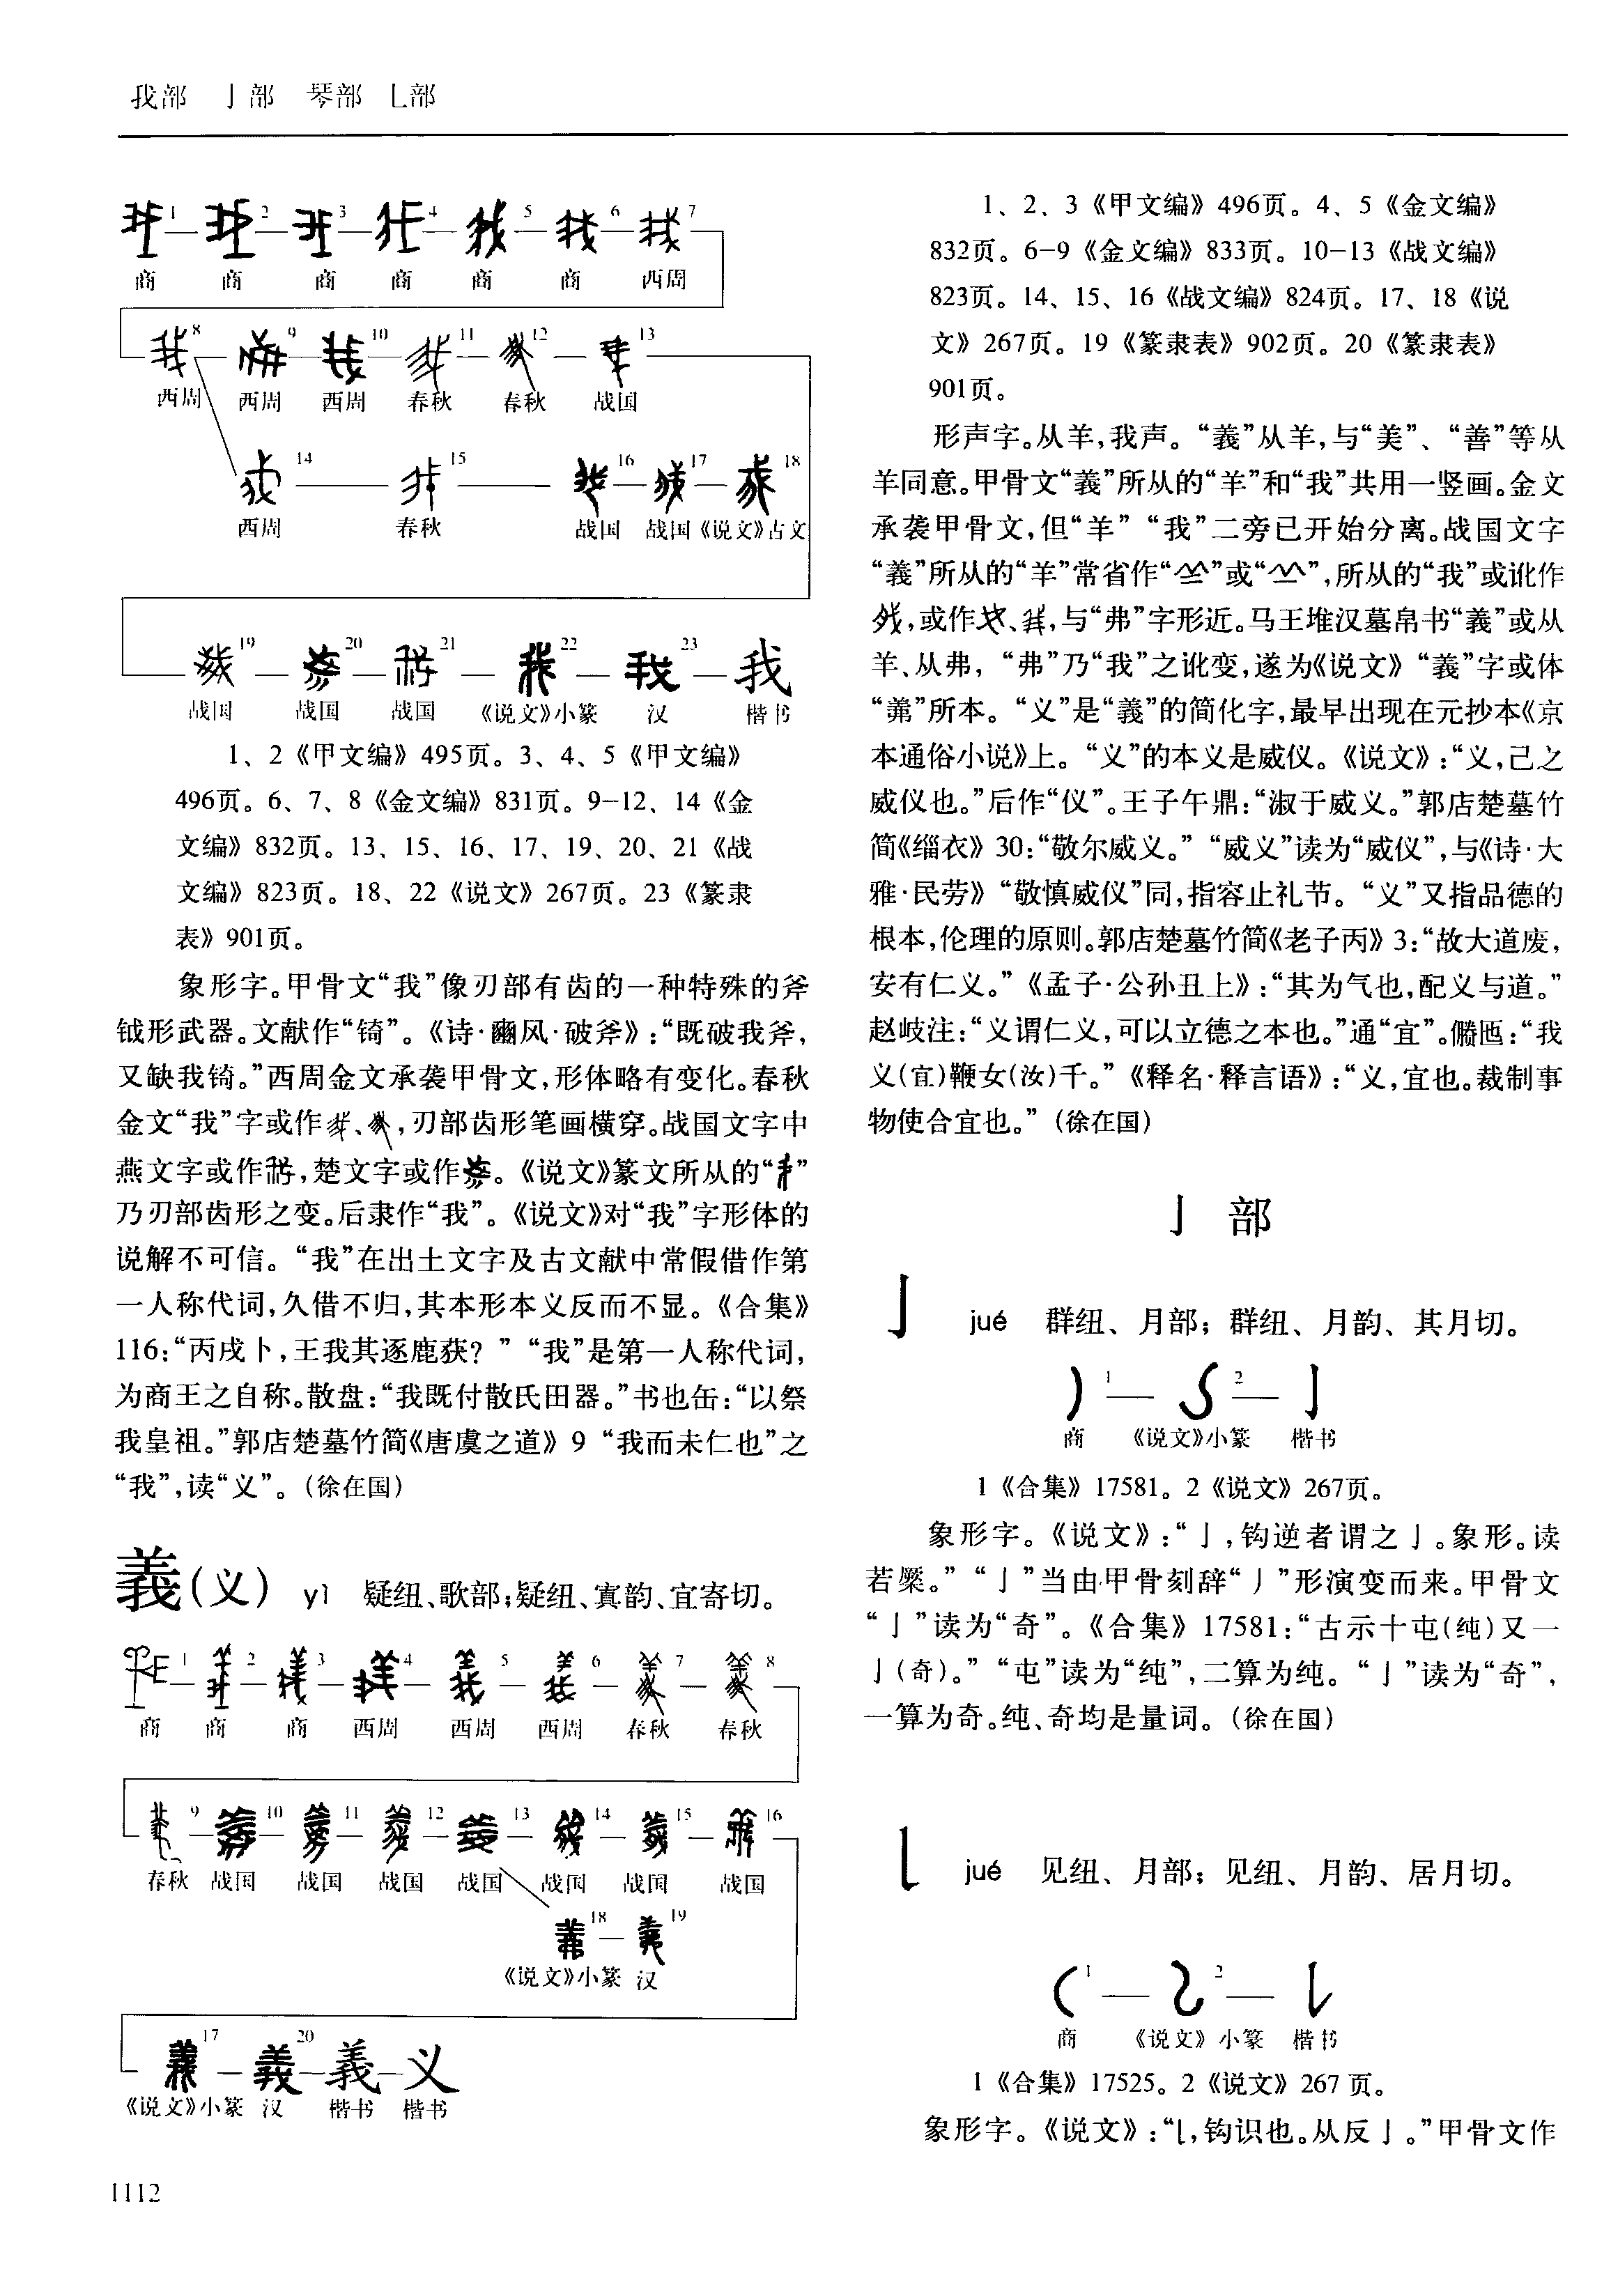 我部　亅部　琴部　𠄌部
1 2 3 4 5 6 7
商 商 商 商 商 商 西周
8 9 10 11 12 13
西周 西周 西周 春秋 春秋 战国
14 15 16 17 18
西周 春秋 战国 战国 《说文》古文
19 20 21 22 23 我
战国 战国 战国 《说文》小篆 汉 楷书
1、2《甲文编》495页。3、4、5《甲文编》
496页。6、7、8《金文编》831页。9-12、14《金
文编》832页。13、15、16、17、19、20、21《战
文编》823页。18、22《说文》267页。23《篆隶
表》901页。
象形字。甲骨文“我”像刃部有齿的一种特殊的斧
钺形武器。文献作“锜”。《诗·豳风·破斧》：“既破我斧，
又缺我锜。”西周金文承袭甲骨文，形体略有变化。春秋
金文“我”字或作、，刃部齿形笔画横穿。战国文字中
燕文字或作，楚文字或作。《说文》篆文所从的“”
乃刃部齿形之变。后隶作“我”。《说文》对“我”字形体的
说解不可信。“我”在出土文字及古文献中常假借作第
一人称代词，久借不归，其本形本义反而不显。《合集》
116：“丙戌卜，王我其逐鹿获？”“我”是第一人称代词，
为商王之自称。散盘：“我既付散氏田器。”书也缶：“以祭
我皇祖。”郭店楚墓竹简《唐虞之道》9“我而未仁也”之
“我”，读“义”。（徐在国）
義（义） yì 疑纽、歌部；疑纽、寘韵、宜寄切。
1 2 3 4 5 6 7 8
商 商 商 西周 西周 西周 春秋 春秋
9 10 11 12 13 14 15 16
春秋 战国 战国 战国 战国 战国 战国 战国
18 19
《说文》小篆 汉
17 20 義 义
《说文》小篆 汉 楷书 楷书
1112
1、2、3《甲文编》496页。4、5《金文编》
832页。6-9《金文编》833页。10-13《战文编》
823页。14、15、16《战文编》824页。17、18《说
文》267页。19《篆隶表》902页。20《篆隶表》
901页。
形声字。从羊，我声。“義”从羊，与“美”、“善”等从
羊同意。甲骨文“義”所从的“羊”和“我”共用一竖画。金文
承袭甲骨文，但“羊”“我”二旁已开始分离。战国文字
“義”所从的“羊”常省作“”或“”，所从的“我”或讹作
，或作、，与“弗”字形近。马王堆汉墓帛书“義”或从
羊、从弗，“弗”乃“我”之讹变，遂为《说文》“義”字或体
“羛”所本。“义”是“義”的简化字，最早出现在元抄本《京
本通俗小说》上。“义”的本义是威仪。《说文》：“义，己之
威仪也。”后作“仪”。王子午鼎：“淑于威义。”郭店楚墓竹
简《缁衣》30：“敬尔威义。”“威义”读为“威仪”，与《诗·大
雅·民劳》“敬慎威仪”同，指容止礼节。“义”又指品德的
根本，伦理的原则。郭店楚墓竹简《老子丙》3：“故大道废，
安有仁义。”《孟子·公孙丑上》：“其为气也，配义与道。”
赵岐注：“义谓仁义，可以立德之本也。”通“宜”。匜：“我
义（宜）鞭女（汝）千。”《释名·释言语》：“义，宜也。裁制事
物使合宜也。”（徐在国）
亅 部
亅 jué 群纽、月部；群纽、月韵、其月切。
1 2 亅
商 《说文》小篆 楷书
1《合集》17581。2《说文》267页。
象形字。《说文》：“亅，钩逆者谓之亅。象形。读
若橜。”“亅”当由甲骨刻辞“丿”形演变而来。甲骨文
“亅”读为“奇”。《合集》17581：“古示十屯（纯）又一
亅（奇）。”“屯”读为“纯”，二算为纯。“亅”读为“奇”，
一算为奇。纯、奇均是量词。（徐在国）
𠄌 jué 见纽、月部；见纽、月韵、居月切。
1 2 𠄌
商 《说文》小篆 楷书
1《合集》17525。2《说文》267页。
象形字。《说文》：“𠄌，钩识也。从反亅。”甲骨文作